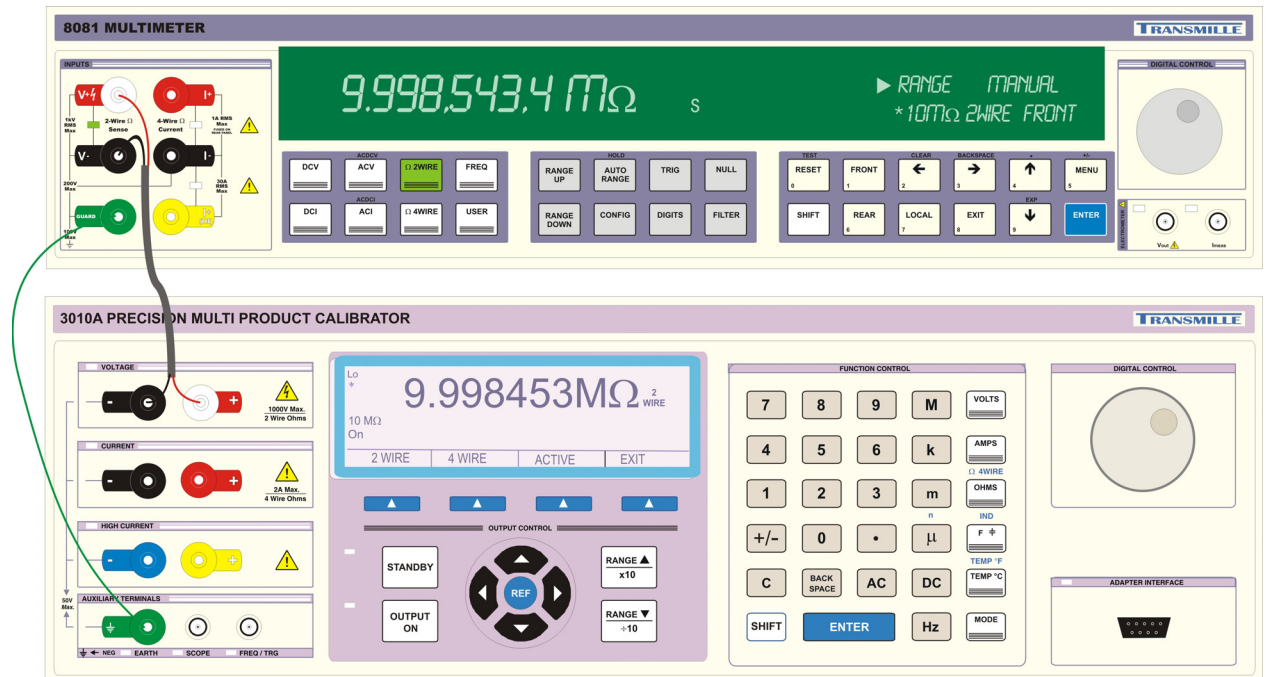 8081 MULTIMETER
TRANSMILLE
INPUTS
V+
I+
1kV
RMS
Max
2-Wire Ω
Sense
4-Wire Ω
Current
1A RMS
Max
FUSED ON
REAR PANEL
V-
I-
200V
Max
30A
RMS
Max
GUARD
100V
Max
9.998,543,4 MΩ
S
▶ RANGE MANUAL
*10MΩ 2WIRE FRONT
DIGITAL CONTROL
ACDCV
DCV
ACV
Ω 2WIRE
FREQ
ACDCI
DCI
ACI
Ω 4WIRE
USER
HOLD
RANGE
UP
AUTO
RANGE
TRIG
NULL
RANGE
DOWN
CONFIG
DIGITS
FILTER
TEST
CLEAR
BACKSPACE
+/-
RESET
0
FRONT
1
←
2
→
3
↑
4
MENU
5
EXP
SHIFT
REAR
6
LOCAL
7
EXIT
8
↓
9
ENTER
ELECTROMETER
Vout
Imeas
3010A PRECISION MULTI PRODUCT CALIBRATOR
TRANSMILLE
VOLTAGE
-
+
1000V Max.
2 Wire Ohms
CURRENT
-
+
2A Max.
4 Wire Ohms
HIGH CURRENT
-
+
50V
Max.
AUXILIARY TERMINALS
← NEG
EARTH
SCOPE
FREQ / TRG
Lo
*
9.998453MΩ
2
WIRE
10 MΩ
On
2 WIRE
4 WIRE
ACTIVE
EXIT
OUTPUT CONTROL
STANDBY
OUTPUT
ON
REF
RANGE ▲
x10
RANGE ▼
÷10
FUNCTION CONTROL
7
8
9
M
VOLTS
4
5
6
k
AMPS
Ω 4WIRE
1
2
3
m
OHMS
n
IND
+/-
0
•
μ
F
TEMP °F
C
BACK
SPACE
AC
DC
TEMP °C
SHIFT
ENTER
Hz
MODE
DIGITAL CONTROL
ADAPTER INTERFACE